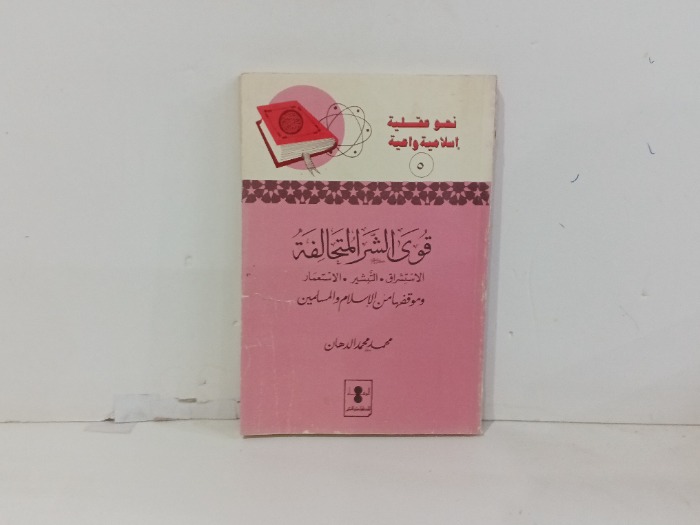 نحو عقلية
إسلامية واعية
٥
قوى الشر المتحالفة
الاستشراق • التبشير • الاستعمار
وموقفها من الإسلام والمسلمين
محمد محمد الدهان